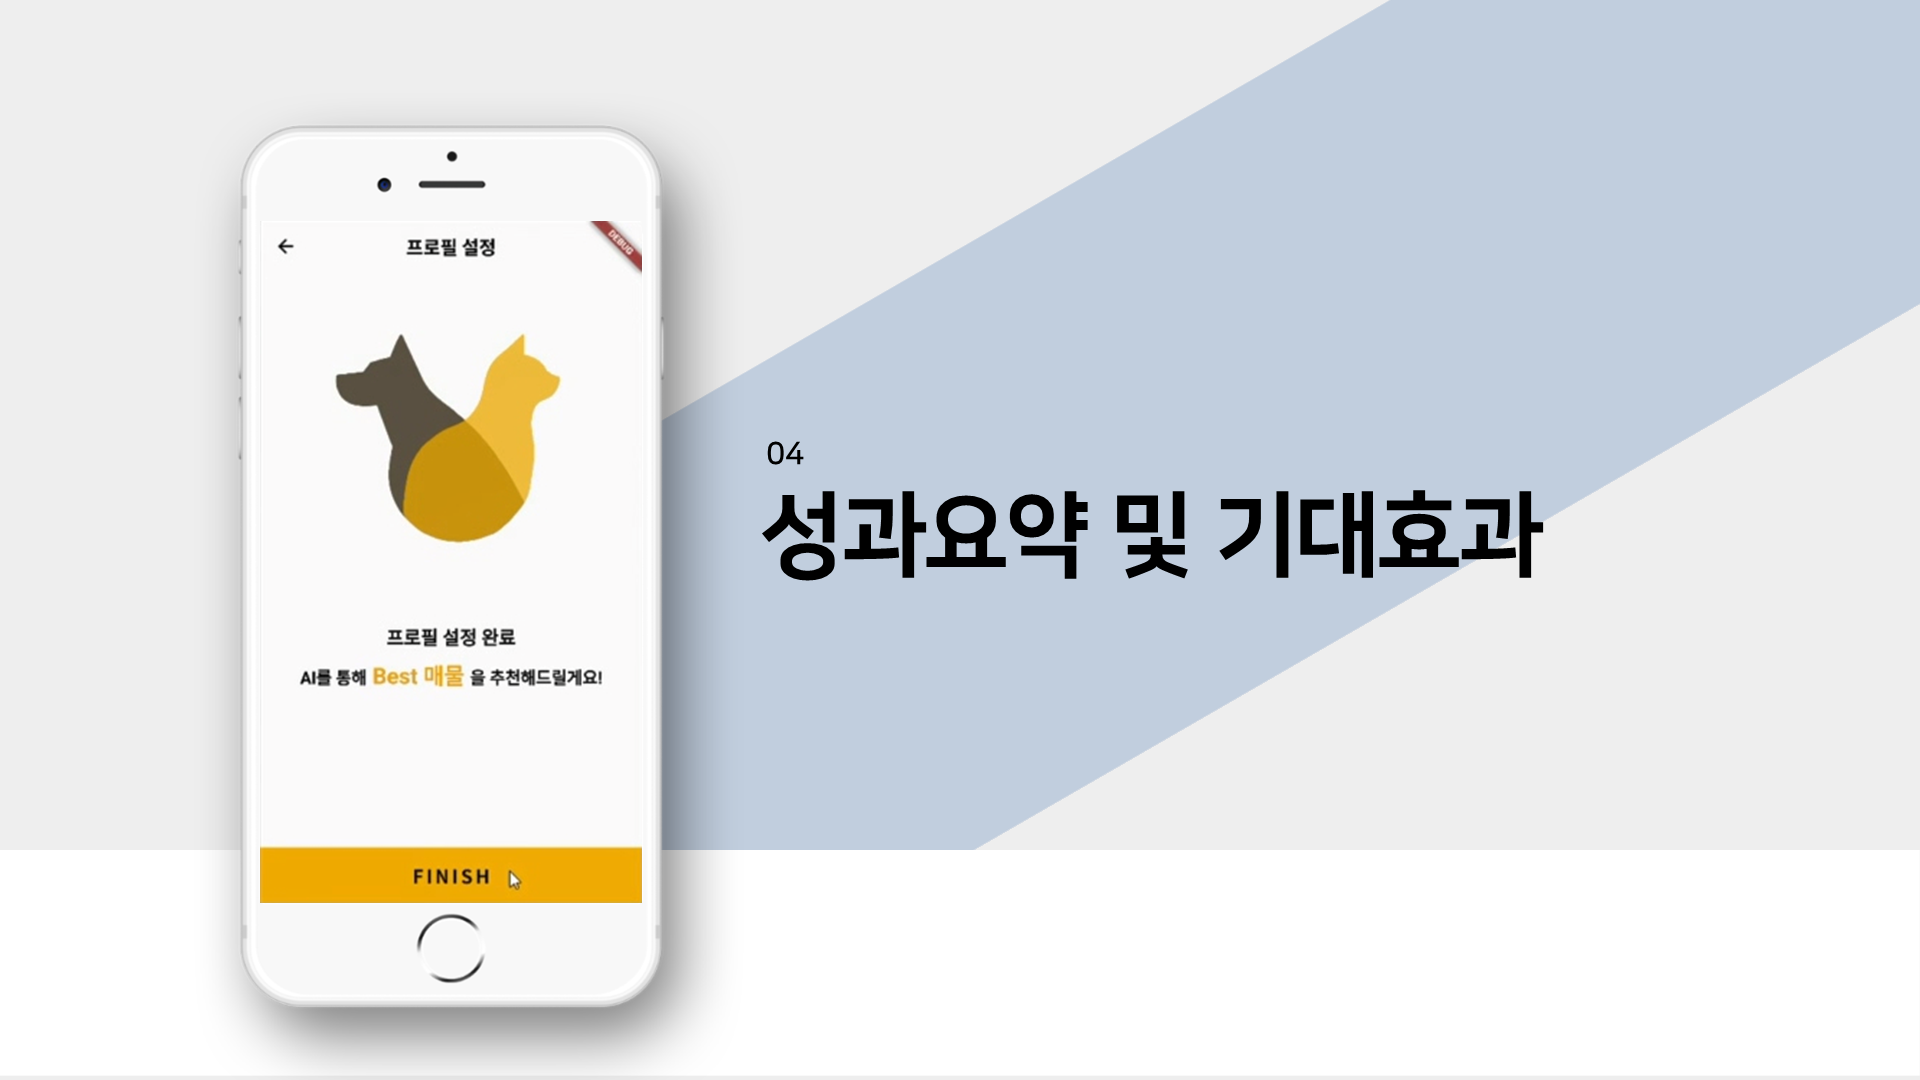 프로필 설정
DEBUG
프로필 설정 완료
AI를 통해 Best 매물 을 추천해드릴게요!
FINISH
04
성과요약 및 기대효과